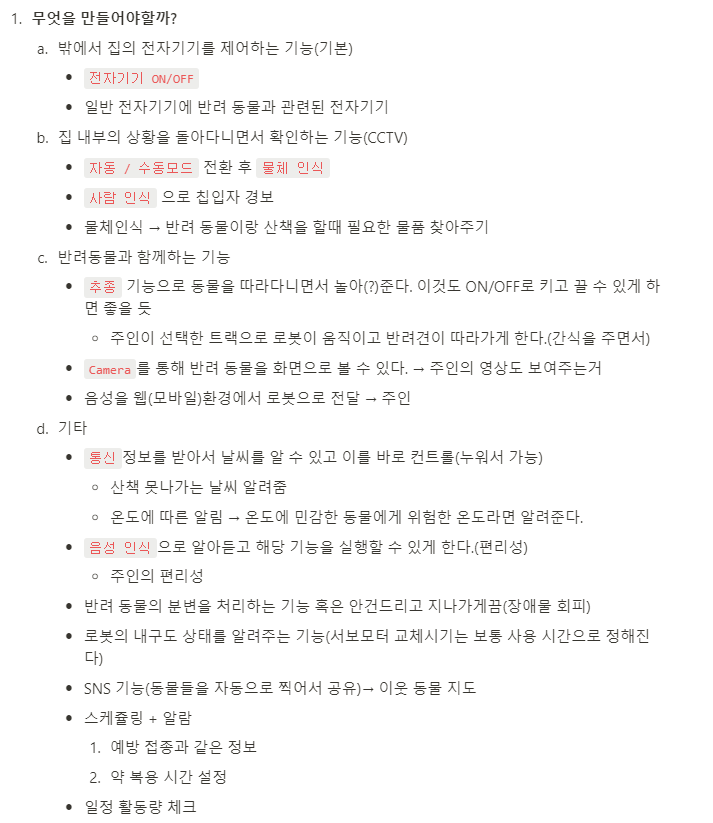 1. 무엇을 만들어야할까?
a. 밖에서 집의 전자기기를 제어하는 기능(기본)
• 전자기기 ON/OFF
• 일반 전자기기에 반려 동물과 관련된 전자기기
b. 집 내부의 상황을 돌아다니면서 확인하는 기능(CCTV)
• 자동 / 수동모드 전환 후 물체 인식
• 사람 인식 으로 칩입자 경보
• 물체인식 → 반려 동물이랑 산책을 할때 필요한 물품 찾아주기
c. 반려동물과 함께하는 기능
• 추종 기능으로 동물을 따라다니면서 놀아(?)준다. 이것도 ON/OFF로 키고 끌 수 있게 하
면 좋을 듯
○ 주인이 선택한 트랙으로 로봇이 움직이고 반려견이 따라가게 한다.(간식을 주면서)
• Camera 를 통해 반려 동물을 화면으로 볼 수 있다. → 주인의 영상도 보여주는거
• 음성을 웹(모바일)환경에서 로봇으로 전달 → 주인
d. 기타
• 통신 정보를 받아서 날씨를 알 수 있고 이를 바로 컨트롤(누워서 가능)
○ 산책 못나가는 날씨 알려줌
○ 온도에 따른 알림 → 온도에 민감한 동물에게 위험한 온도라면 알려준다.
• 음성 인식 으로 알아듣고 해당 기능을 실행할 수 있게 한다.(편리성)
○ 주인의 편리성
• 반려 동물의 분변을 처리하는 기능 혹은 안건드리고 지나가게끔(장애물 회피)
• 로봇의 내구도 상태를 알려주는 기능(서보모터 교체시기는 보통 사용 시간으로 정해진
다)
• SNS 기능(동물들을 자동으로 찍어서 공유)→ 이웃 동물 지도
• 스케쥴링 + 알람
1. 예방 접종과 같은 정보
2. 약 복용 시간 설정
• 일정 활동량 체크